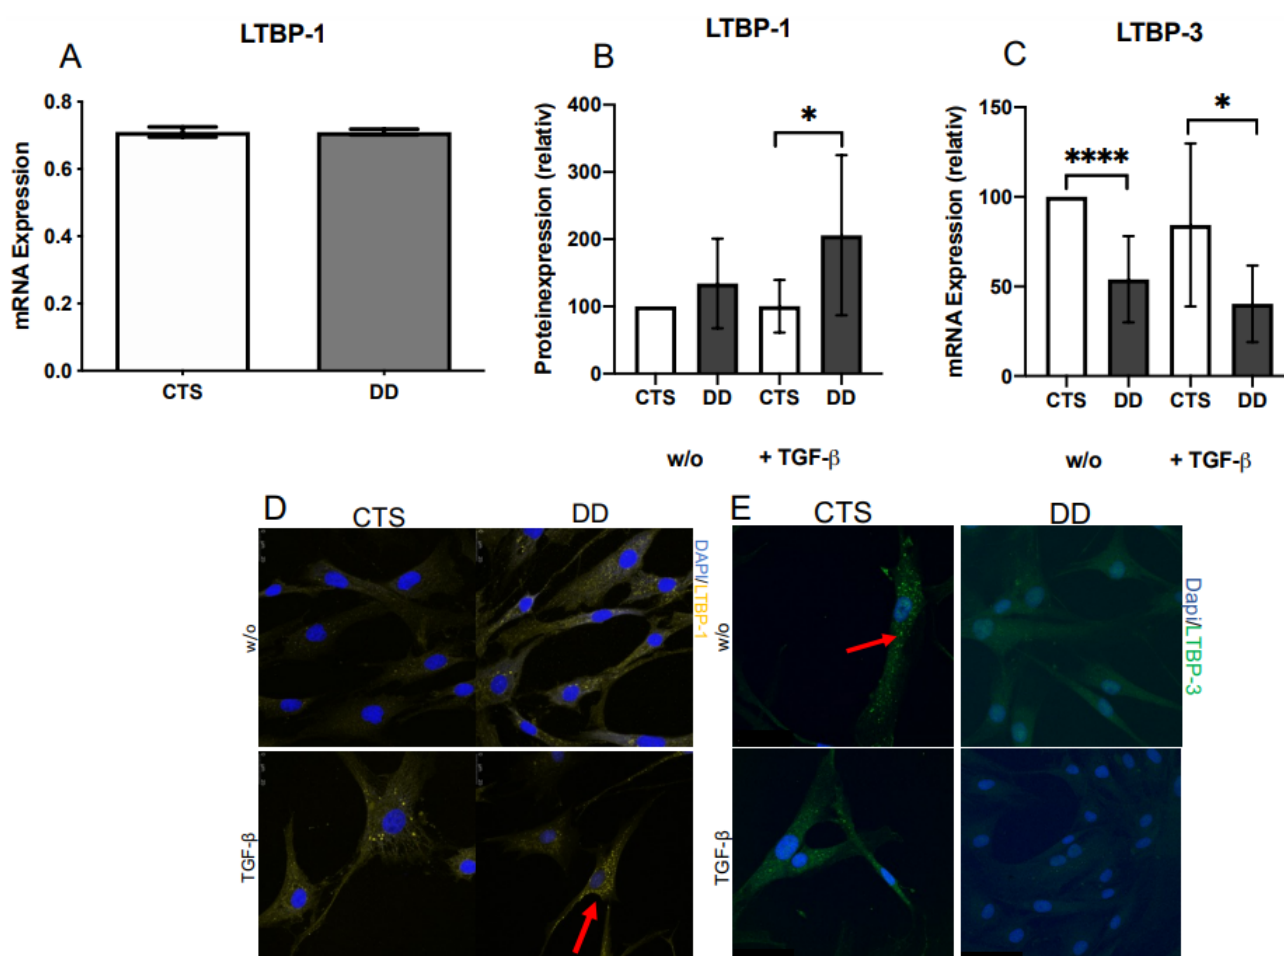 LTBP-1
A
mRNA Expression
0.8
0.6
0.4
0.2
0.0
CTS DD
LTBP-1
B
Proteinexpression (relativ)
400
300
200
100
0
*
CTS DD CTS DD
w/o + TGF-β
LTBP-3
C
mRNA Expression (relativ)
150
100
50
0
****
*
CTS DD CTS DD
w/o + TGF-β
D
CTS DD
w/o
TGF-β
DAPI/LTBP-1
E
CTS DD
w/o
TGF-β
Dapi/LTBP-3